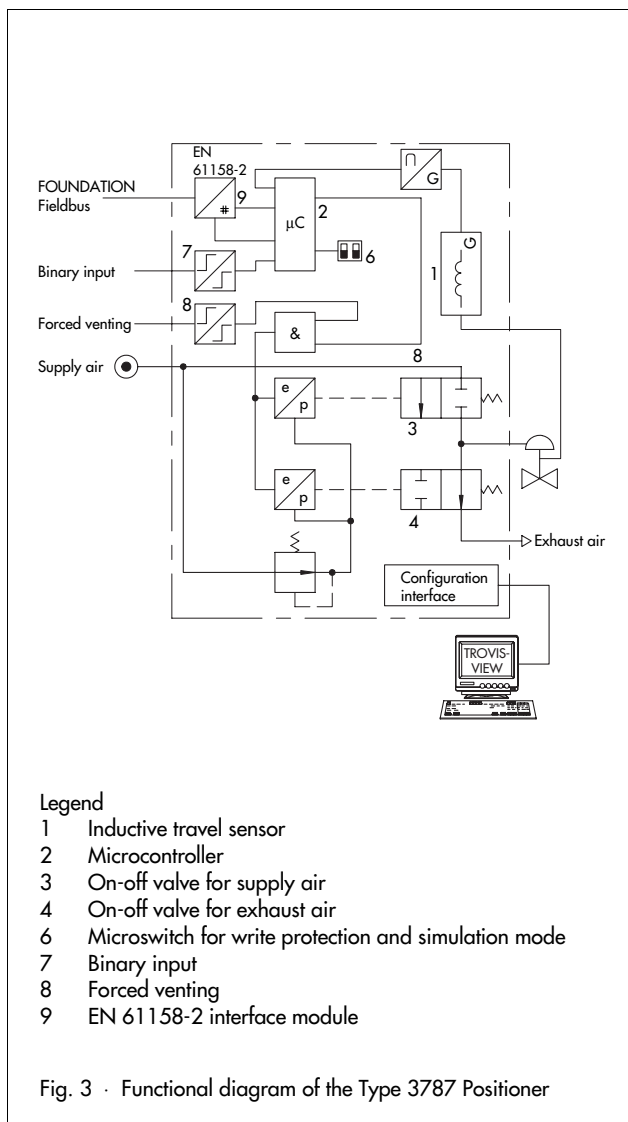 EN
61158-2
FOUNDATION
Fieldbus
#
9
µC
2
∩
G
6
G
1
7
Binary input
8
Forced venting
&
8
Supply air
e
p
3
e
p
4
Exhaust air
Configuration
interface
TROVIS-
VIEW
Legend
1 Inductive travel sensor
2 Microcontroller
3 On-off valve for supply air
4 On-off valve for exhaust air
6 Microswitch for write protection and simulation mode
7 Binary input
8 Forced venting
9 EN 61158-2 interface module
Fig. 3 · Functional diagram of the Type 3787 Positioner